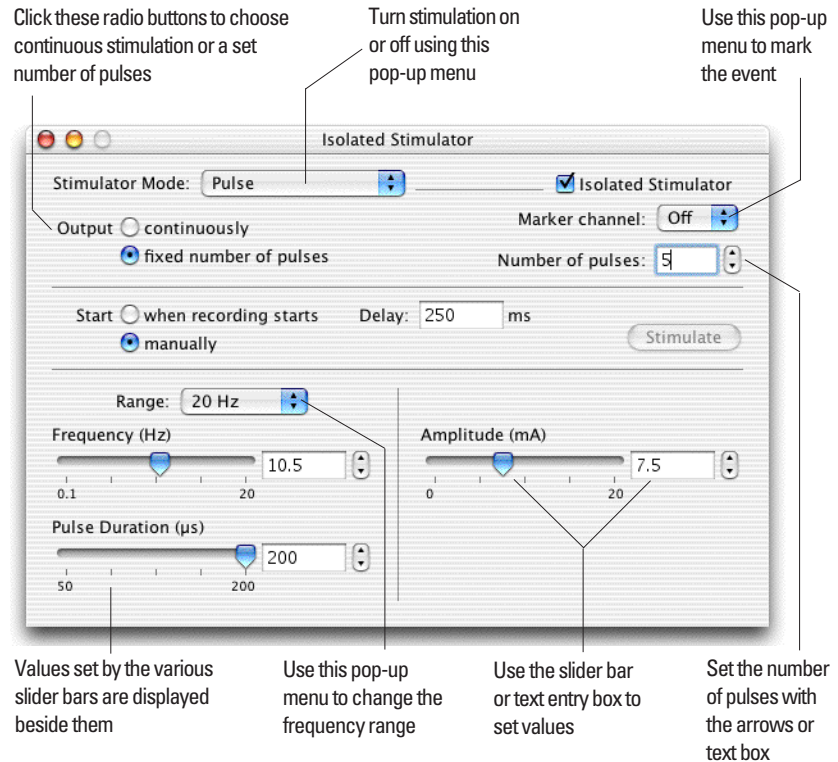 Click these radio buttons to choose
continuous stimulation or a set
number of pulses
Turn stimulation on
or off using this
pop-up menu
Use this pop-up
menu to mark
the event
Isolated Stimulator
Stimulator Mode: Pulse
Isolated Stimulator
Output continuously
fixed number of pulses
Marker channel: Off
Number of pulses: 5
Start when recording starts
manually
Delay: 250 ms
Stimulate
Range: 20 Hz
Frequency (Hz)
10.5
0.1 20
Pulse Duration (µs)
200
50 200
Amplitude (mA)
7.5
0 20
Values set by the various
slider bars are displayed
beside them
Use this pop-up
menu to change the
frequency range
Use the slider bar
or text entry box to
set values
Set the number
of pulses with
the arrows or
text box